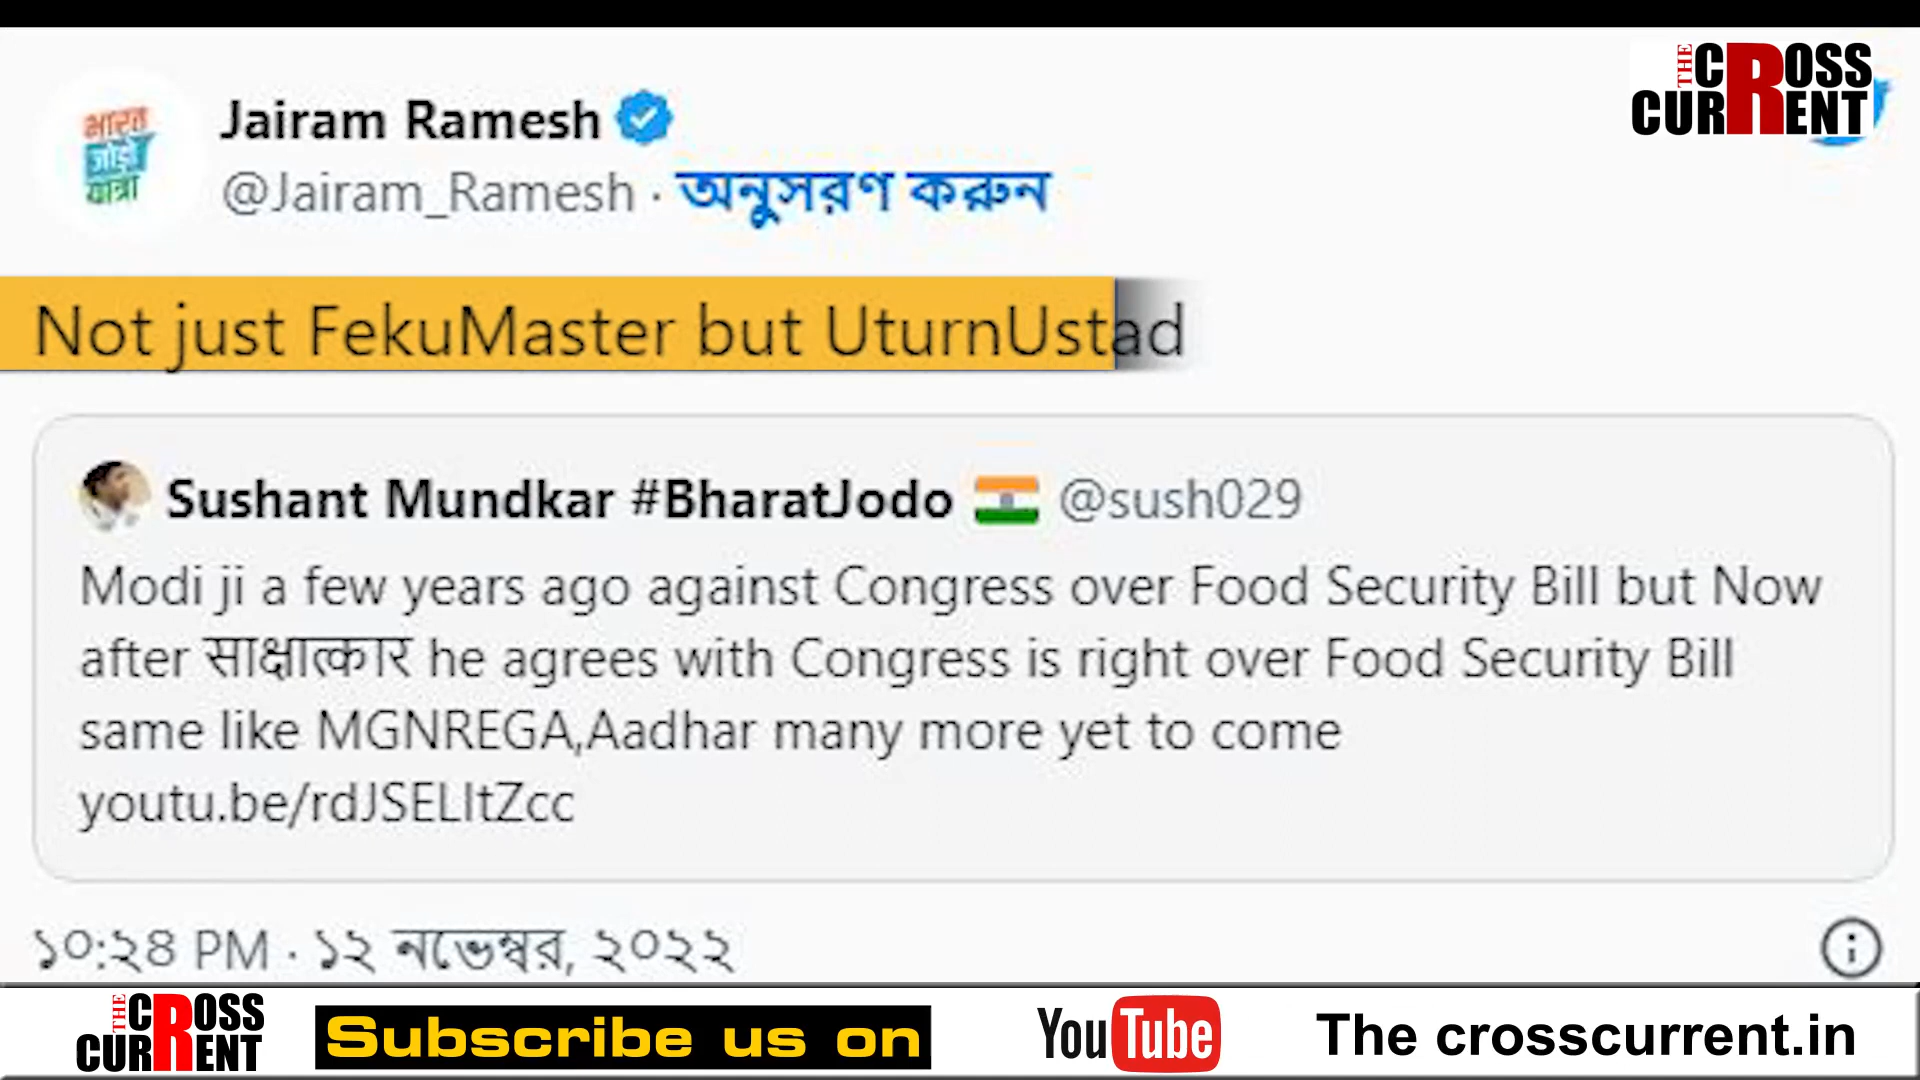 THE CROSS
CURRENT
भारत
जोड़ो
यात्रा
Jairam Ramesh
@Jairam_Ramesh · অনুসরণ করুন
Not just FekuMaster but UturnUstad
Sushant Mundkar #BharatJodo @sush029
Modi ji a few years ago against Congress over Food Security Bill but Now
after साक्षात्कार he agrees with Congress is right over Food Security Bill
same like MGNREGA,Aadhar many more yet to come
youtu.be/rdJSELItZcc
১০:২৪ PM · ১২ নভেম্বর, ২০২২
THE CROSS
CURRENT
Subscribe us on
YouTube
The crosscurrent.in